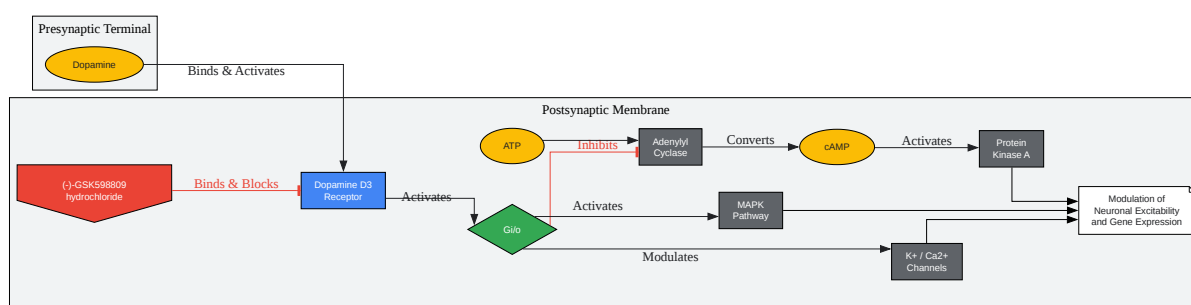 Presynaptic Terminal
Dopamine
Binds & Activates
Postsynaptic Membrane
ATP
Inhibits
Adenylyl
Cyclase
Converts
cAMP
Activates
Protein
Kinase A
(-)-GSK598809
hydrochloride
Binds & Blocks
Dopamine D3
Receptor
Activates
Gi/o
Activates
MAPK
Pathway
Modulation of
Neuronal Excitability
and Gene Expression
Modulates
K+ / Ca2+
Channels